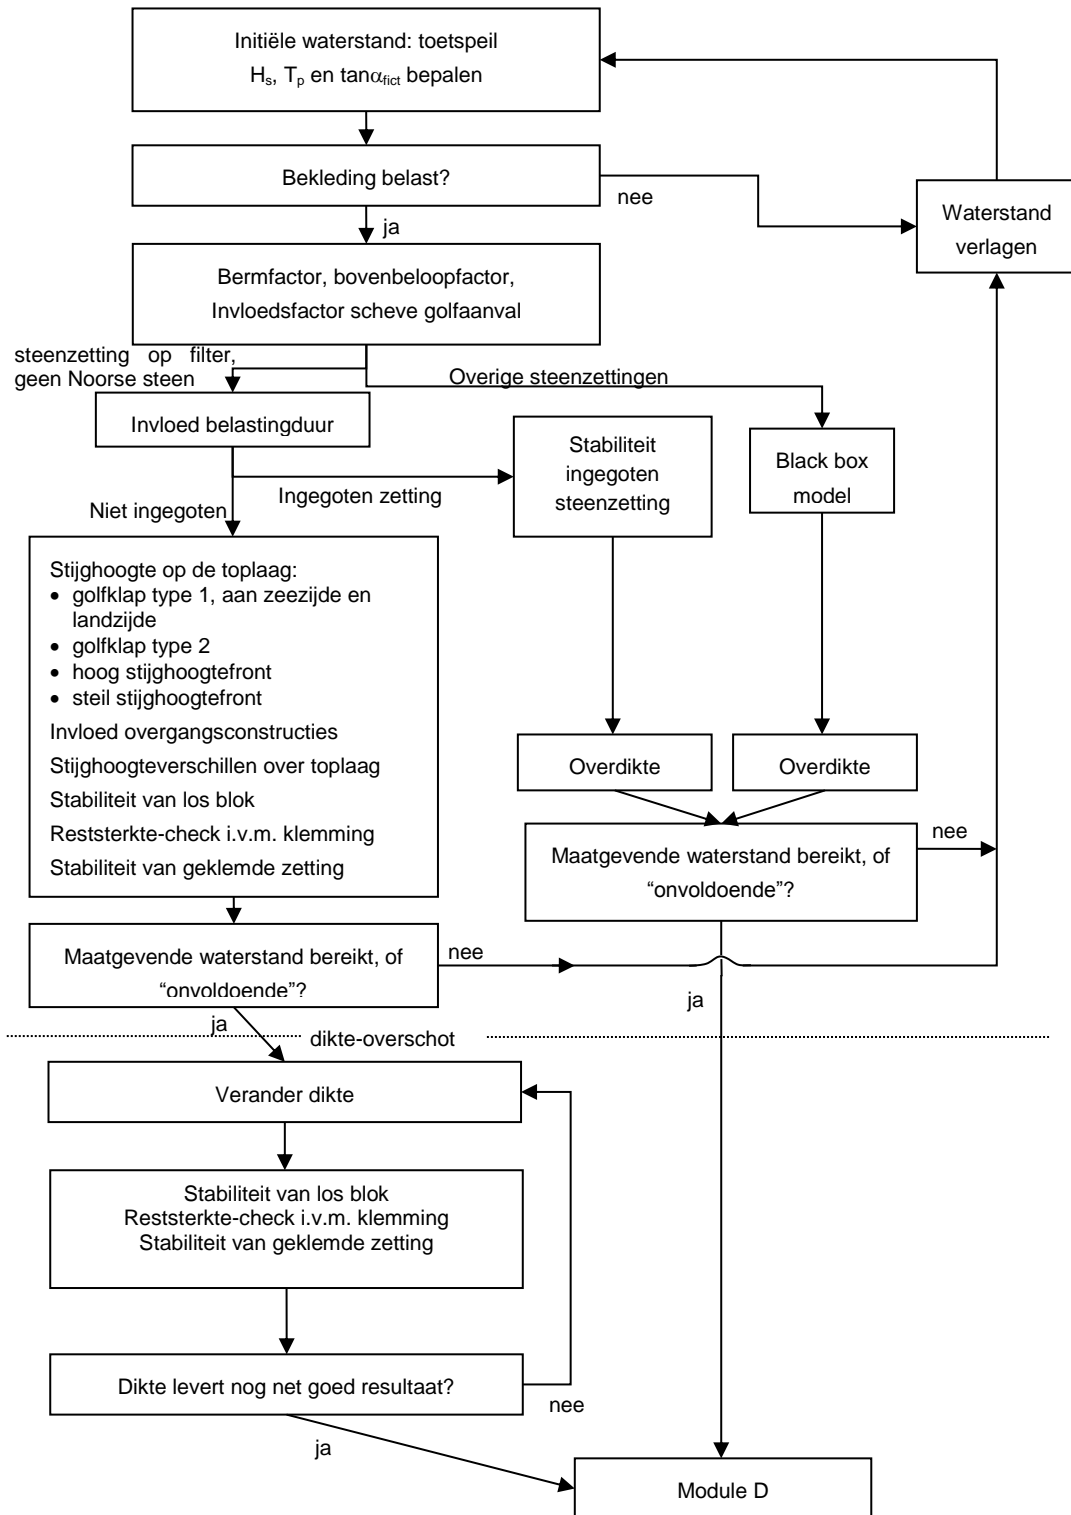 Initiële waterstand: toetspeil
Hs, Tp en tanαfict bepalen
Bekleding belast?
nee
Waterstand
verlagen
ja
Bermfactor, bovenbeloopfactor,
Invloedsfactor scheve golfaanval
steenzetting op filter,
geen Noorse steen
Overige steenzettingen
Invloed belastingduur
Stabiliteit
ingegoten
steenzetting
Black box
model
Ingegoten zetting
Niet ingegoten
Stijghoogte op de toplaag:
• golfklap type 1, aan zeezijde en
landzijde
• golfklap type 2
• hoog stijghoogtefront
• steil stijghoogtefront
Invloed overgangsconstructies
Stijghoogteverschillen over toplaag
Stabiliteit van los blok
Reststerkte-check i.v.m. klemming
Stabiliteit van geklemde zetting
Overdikte
Overdikte
Maatgevende waterstand bereikt, of
“onvoldoende”?
nee
Maatgevende waterstand bereikt, of
“onvoldoende”?
nee
ja
ja
dikte-overschot
Verander dikte
Stabiliteit van los blok
Reststerkte-check i.v.m. klemming
Stabiliteit van geklemde zetting
Dikte levert nog net goed resultaat?
nee
ja
Module D